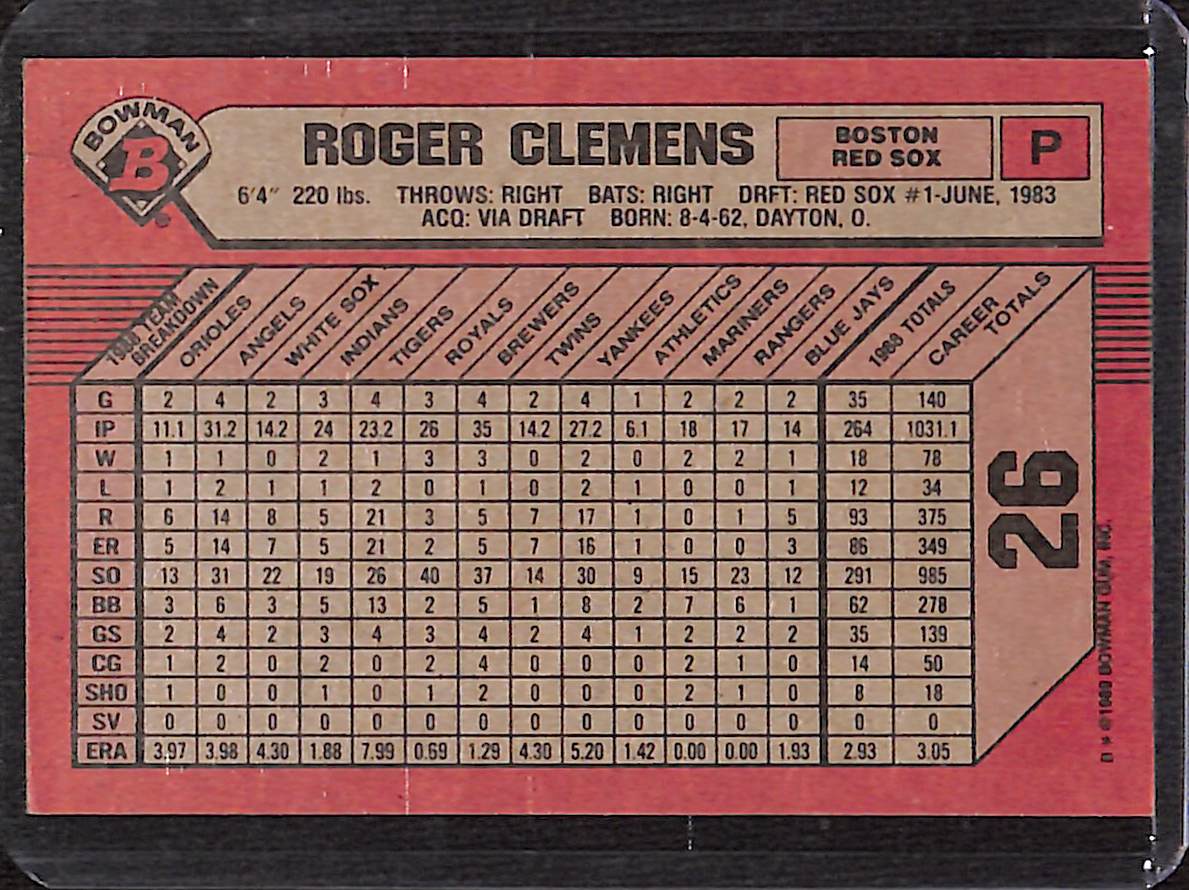 BOWMAN
B
ROGER CLEMENS
BOSTON
RED SOX
P
6'4" 220 lbs. THROWS: RIGHT BATS: RIGHT DRFT: RED SOX #1-JUNE, 1983
ACQ: VIA DRAFT BORN: 8-4-62, DAYTON, O.
1988 TEAM BREAKDOWN ORIOLES ANGELS WHITE SOX INDIANS TIGERS ROYALS BREWERS TWINS YANKEES ATHLETICS MARINERS RANGERS BLUE JAYS 1988 TOTALS CAREER TOTALS
G 2 4 2 3 4 3 4 2 4 1 2 2 2 35 140
IP 11.1 31.2 14.2 24 23.2 26 35 14.2 27.2 6.1 18 17 14 264 1031.1
W 1 1 0 2 1 3 3 0 2 0 2 2 1 18 78
L 1 2 1 1 2 0 1 0 2 1 0 0 1 12 34
R 6 14 8 5 21 3 5 7 17 1 0 1 5 93 375
ER 5 14 7 5 21 2 5 7 16 1 0 0 3 86 349
SO 13 31 22 19 26 40 37 14 30 9 15 23 12 291 985
BB 3 6 3 5 13 2 5 1 8 2 7 6 1 62 278
GS 2 4 2 3 4 3 4 2 4 1 2 2 2 35 139
CG 1 2 0 2 0 2 4 0 0 0 2 1 0 14 50
SHO 1 0 0 1 0 1 2 0 0 0 2 1 0 8 18
SV 0 0 0 0 0 0 0 0 0 0 0 0 0 0 0
ERA 3.97 3.98 4.30 1.88 7.99 0.69 1.29 4.30 5.20 1.42 0.00 0.00 1.93 2.93 3.05
26
D * ©1989 BOWMAN GUM, INC.